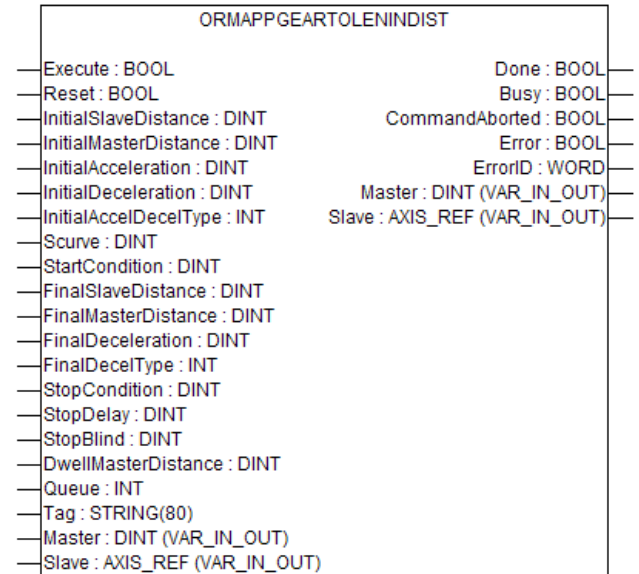 ORMAPPGEARTOLENINDIST
Execute : BOOL Done : BOOL
Reset : BOOL Busy : BOOL
InitialSlaveDistance : DINT CommandAborted : BOOL
InitialMasterDistance : DINT Error : BOOL
InitialAcceleration : DINT ErrorID : WORD
InitialDeceleration : DINT Master : DINT (VAR_IN_OUT)
InitialAccelDecelType : INT Slave : AXIS_REF (VAR_IN_OUT)
Scurve : DINT
StartCondition : DINT
FinalSlaveDistance : DINT
FinalMasterDistance : DINT
FinalDeceleration : DINT
FinalDecelType : INT
StopCondition : DINT
StopDelay : DINT
StopBlind : DINT
DwellMasterDistance : DINT
Queue : INT
Tag : STRING(80)
Master : DINT (VAR_IN_OUT)
Slave : AXIS_REF (VAR_IN_OUT)